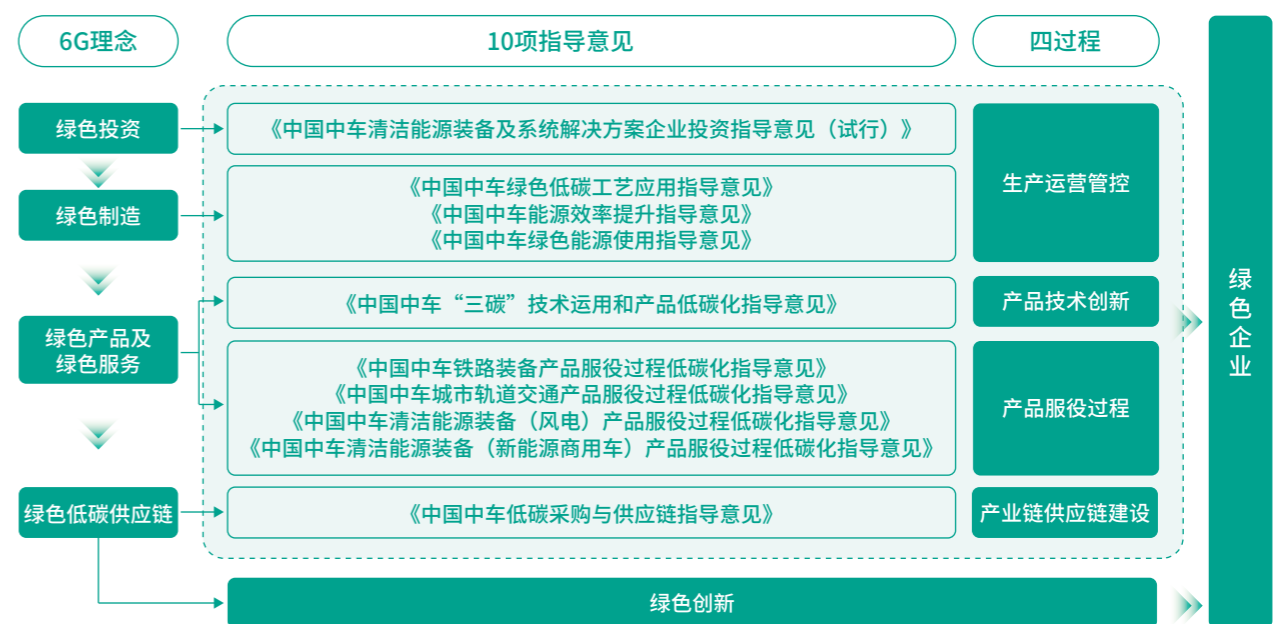 6G理念
10项指导意见
四过程
绿色投资
《中国中车清洁能源装备及系统解决方案企业投资指导意见（试行）》
生产运营管控
绿色制造
《中国中车绿色低碳工艺应用指导意见》
《中国中车能源效率提升指导意见》
《中国中车绿色能源使用指导意见》
绿色产品及
绿色服务
《中国中车“三碳”技术运用和产品低碳化指导意见》
产品技术创新
《中国中车铁路装备产品服役过程低碳化指导意见》
《中国中车城市轨道交通产品服役过程低碳化指导意见》
《中国中车清洁能源装备（风电）产品服役过程低碳化指导意见》
《中国中车清洁能源装备（新能源商用车）产品服役过程低碳化指导意见》
产品服役过程
绿色低碳供应链
《中国中车低碳采购与供应链指导意见》
产业链供应链建设
绿色创新
绿色企业